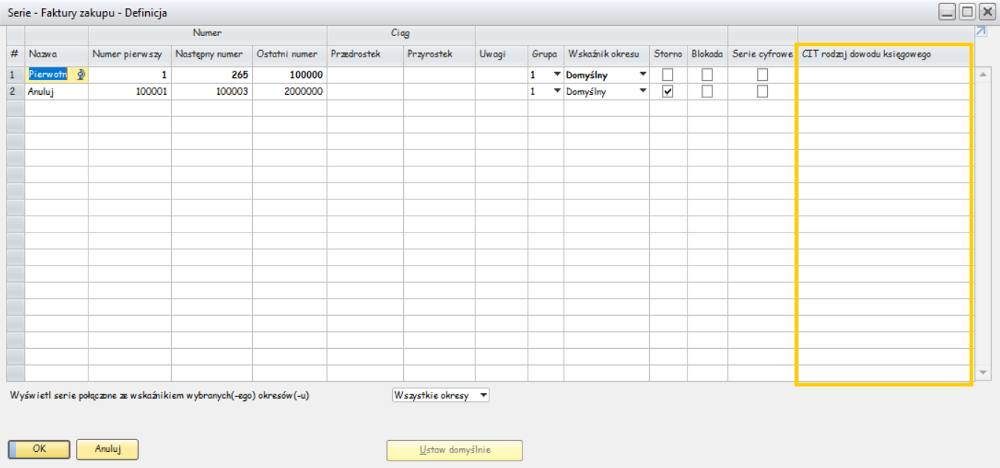 Serie - Faktury zakupu - Definicja
Numer Ciąg
# Nazwa Numer pierwszy Następny numer Ostatni numer Przedrostek Przyrostek Uwagi Grupa Wskaźnik okresu Storno Blokada Serie cyfrowe CIT rodzaj dowodu księgowego
1 Pierwotn 1 265 100000 1 Domyślny
2 Anuluj 100001 100003 2000000 1 Domyślny
Wyświetl serie połączone ze wskaźnikiem wybranych(-ego) okresów(-u) Wszystkie okresy
OK Anuluj Ustaw domyślnie